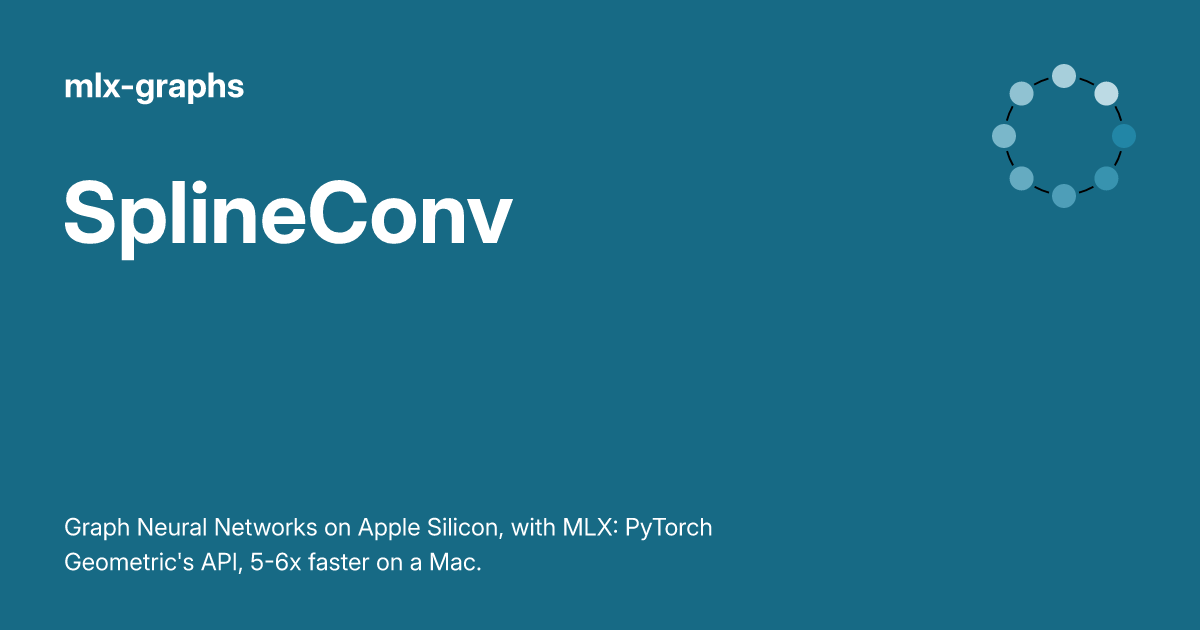 mlx-graphs
SplineConv
Graph Neural Networks on Apple Silicon, with MLX: PyTorch
Geometric's API, 5-6x faster on a Mac.